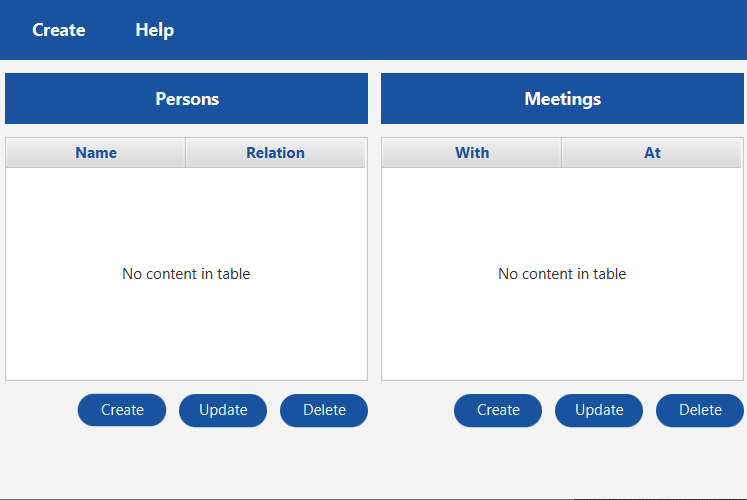 Create Help
Persons
Meetings
Name Relation
With At
No content in table
No content in table
Create Update Delete
Create Update Delete